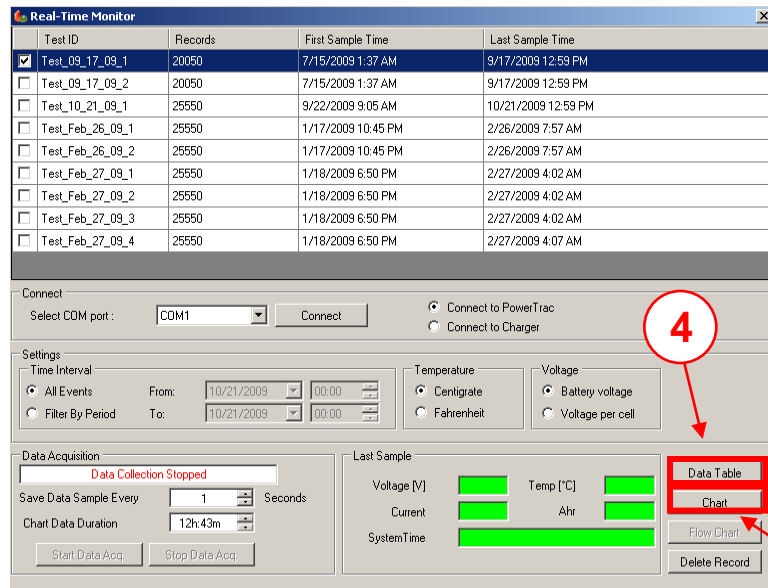 Real-Time Monitor
Test ID Records First Sample Time Last Sample Time
Test_09_17_09_1 20050 7/15/2009 1:37 AM 9/17/2009 12:59 PM
Test_09_17_09_2 20050 7/15/2009 1:37 AM 9/17/2009 12:59 PM
Test_10_21_09_1 25550 9/22/2009 9:05 AM 10/21/2009 12:59 PM
Test_Feb_26_09_1 25550 1/17/2009 10:45 PM 2/26/2009 7:57 AM
Test_Feb_26_09_2 25550 1/17/2009 10:45 PM 2/26/2009 7:57 AM
Test_Feb_27_09_1 25550 1/18/2009 6:50 PM 2/27/2009 4:02 AM
Test_Feb_27_09_2 25550 1/18/2009 6:50 PM 2/27/2009 4:02 AM
Test_Feb_27_09_3 25550 1/18/2009 6:50 PM 2/27/2009 4:02 AM
Test_Feb_27_09_4 25550 1/18/2009 6:50 PM 2/27/2009 4:07 AM
Connect
Select COM port : COM1 Connect
Connect to PowerTrac
Connect to Charger
4
Settings
Time Interval
All Events From: 10/21/2009 00:00
Filter By Period To: 10/21/2009 00:00
Temperature
Centigrate
Fahrenheit
Voltage
Battery voltage
Voltage per cell
Data Acquisition
Data Collection Stopped
Save Data Sample Every 1 Seconds
Chart Data Duration 12h:43m
Start Data Acq. Stop Data Acq.
Last Sample
Voltage [V] Temp [°C]
Current Ahr
SystemTime
Data Table
Chart
Flow Chart
Delete Record